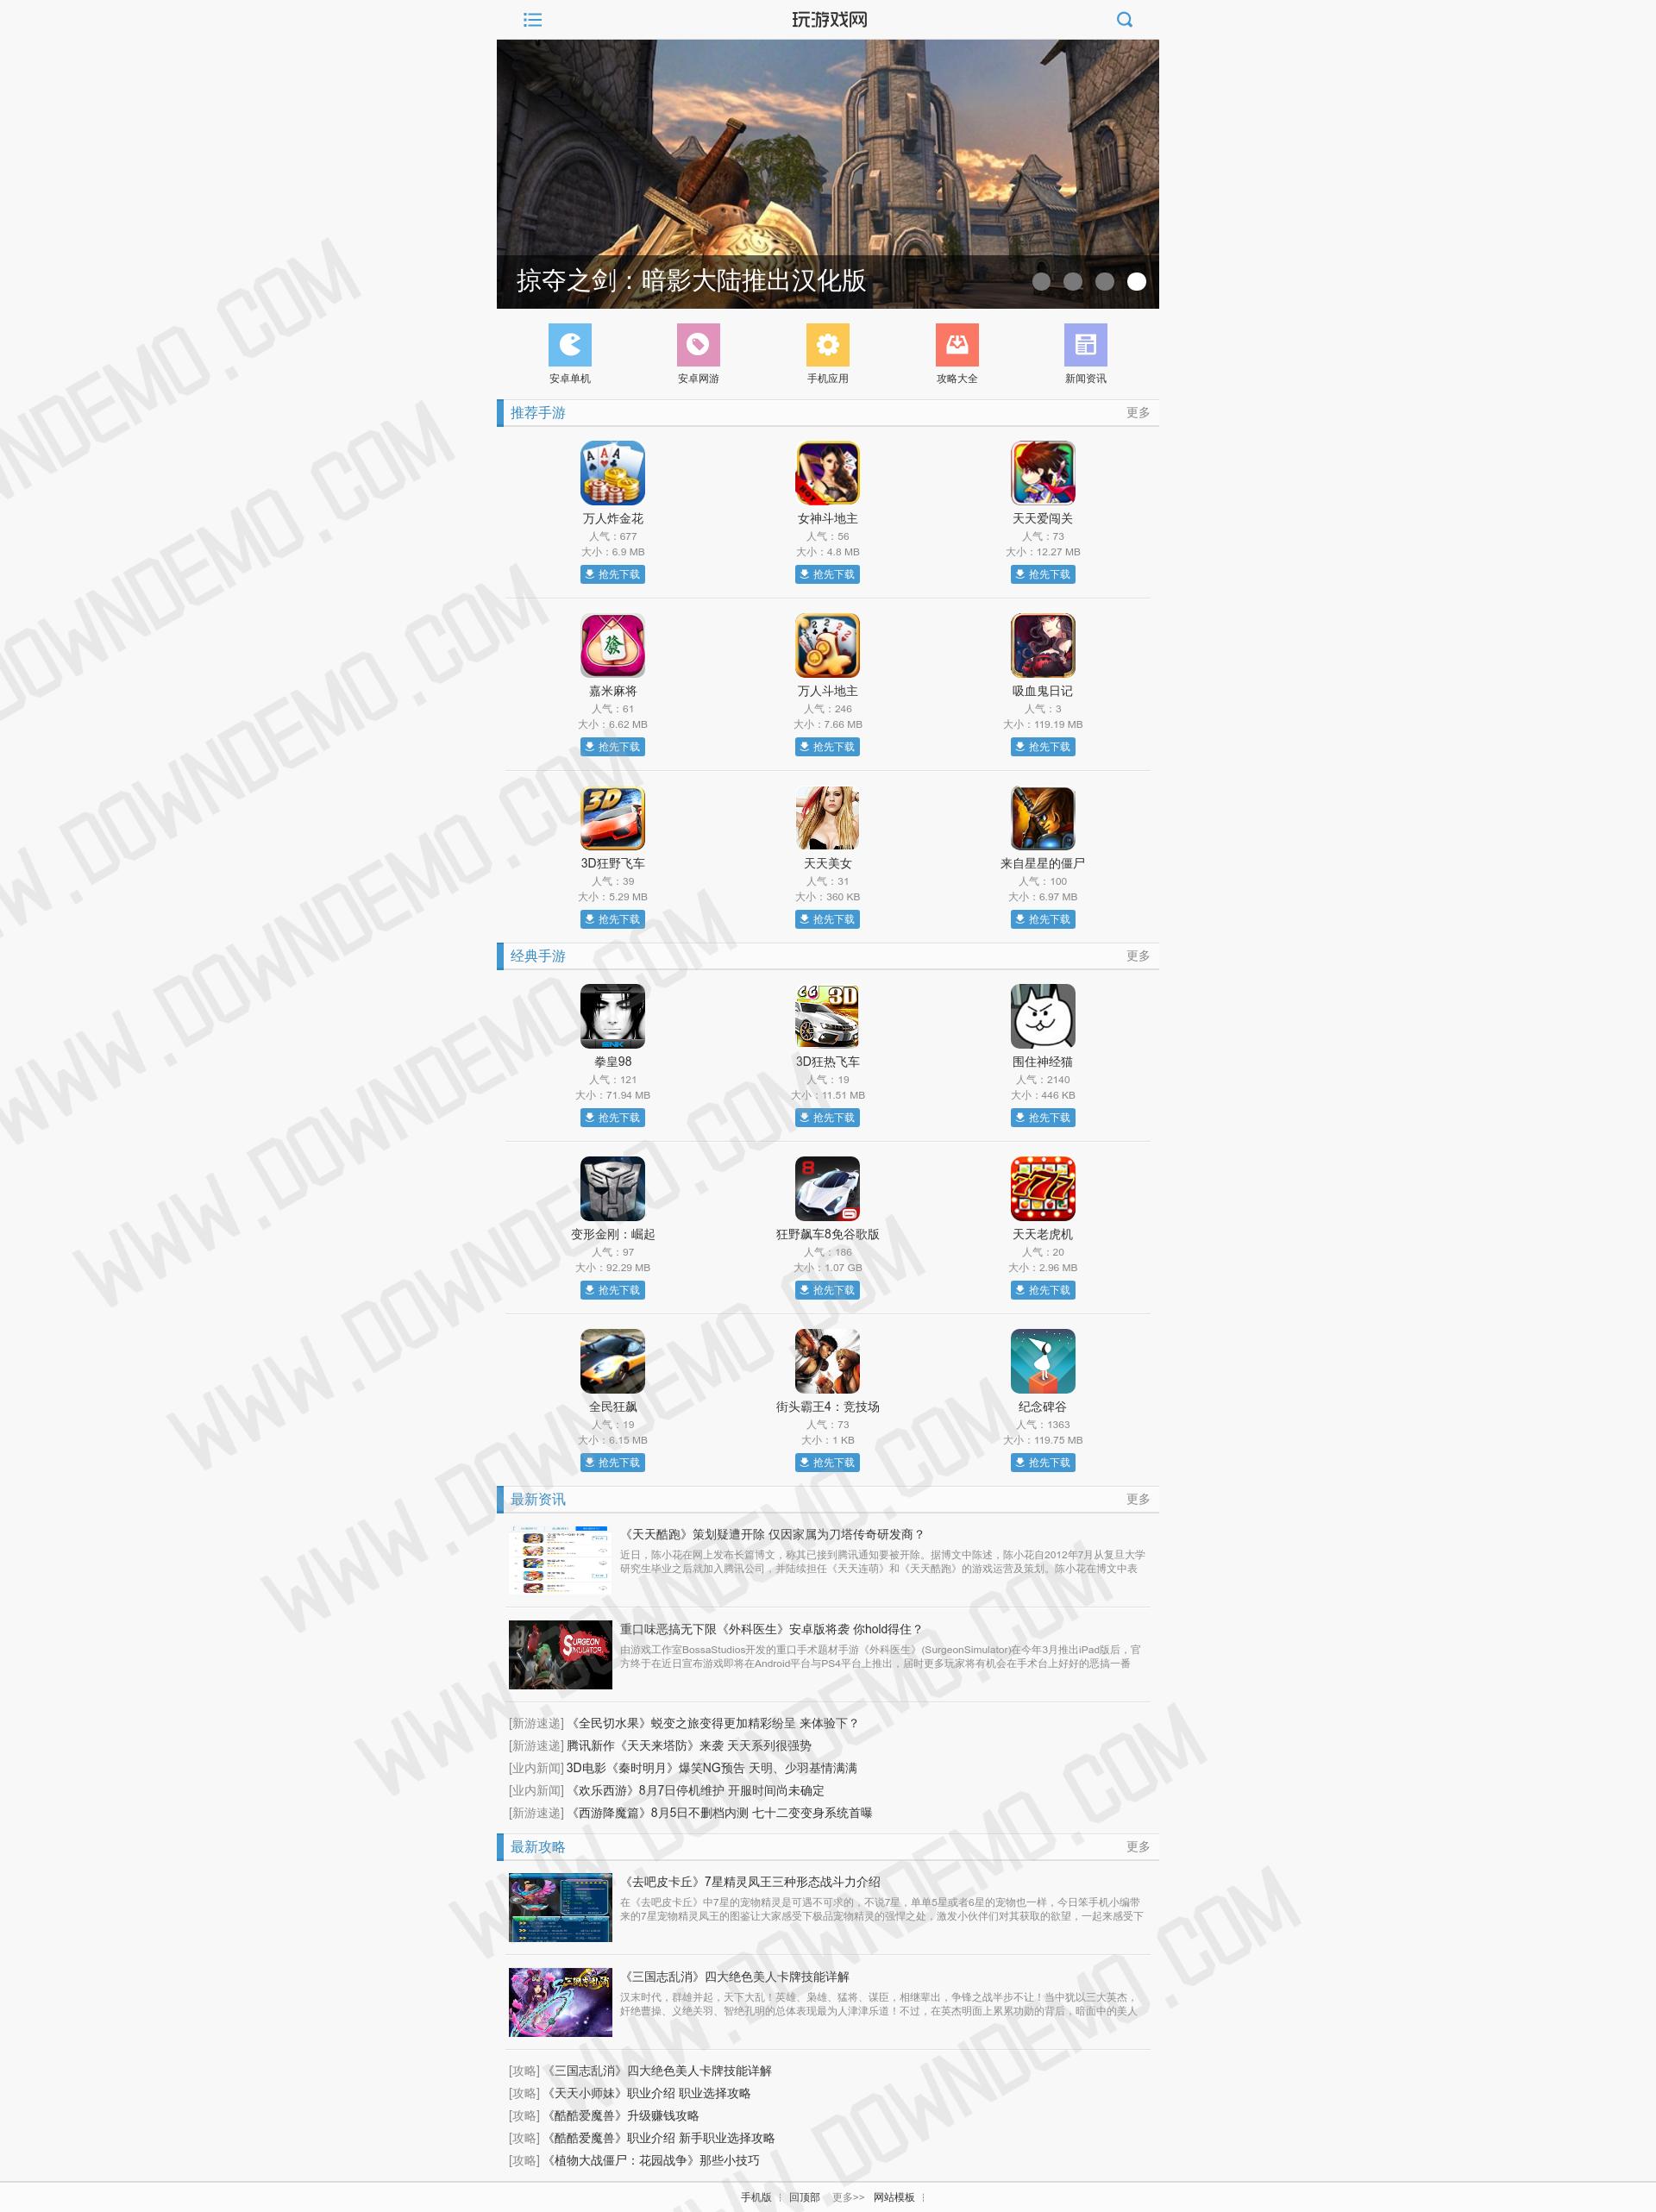 玩游戏网
掠夺之剑：暗影大陆推出汉化版
安卓单机 安卓网游 手机应用 攻略大全 新闻资讯
推荐手游 更多
万人炸金花 女神斗地主 天天爱闯关
人气：677 人气：56 人气：73
大小：6.9 MB 大小：4.8 MB 大小：12.27 MB
抢先下载 抢先下载 抢先下载
嘉米麻将 万人斗地主 吸血鬼日记
人气：61 人气：246 人气：3
大小：6.62 MB 大小：7.66 MB 大小：119.19 MB
抢先下载 抢先下载 抢先下载
3D狂野飞车 天天美女 来自星星的僵尸
人气：39 人气：31 人气：100
大小：5.29 MB 大小：360 KB 大小：6.97 MB
抢先下载 抢先下载 抢先下载
经典手游 更多
拳皇98 3D狂热飞车 围住神经猫
人气：121 人气：19 人气：2140
大小：71.94 MB 大小：11.51 MB 大小：446 KB
抢先下载 抢先下载 抢先下载
变形金刚：崛起 狂野飙车8免谷歌版 天天老虎机
人气：97 人气：186 人气：20
大小：92.29 MB 大小：1.07 GB 大小：2.96 MB
抢先下载 抢先下载 抢先下载
全民狂飙 街头霸王4：竞技场 纪念碑谷
人气：19 人气：73 人气：1363
大小：6.15 MB 大小：1 KB 大小：119.75 MB
抢先下载 抢先下载 抢先下载
最新资讯 更多
《天天酷跑》策划疑遭开除 仅因家属为刀塔传奇研发商？
近日，陈小花在网上发布长篇博文，称其已接到腾讯通知要被开除。据博文中陈述，陈小花自2012年7月从复旦大学
研究生毕业之后就加入腾讯公司，并陆续担任《天天连萌》和《天天酷跑》的游戏运营及策划。陈小花在博文中表
SURGEON SIMULATOR
重口味恶搞无下限《外科医生》安卓版将袭 你hold得住？
由游戏工作室BossaStudios开发的重口手术题材手游《外科医生》(SurgeonSimulator)在今年3月推出iPad版后，官
方终于在近日宣布游戏即将在Android平台与PS4平台上推出，届时更多玩家将有机会在手术台上好好的恶搞一番
[新游速递] 《全民切水果》蜕变之旅变得更加精彩纷呈 来体验下？
[新游速递] 腾讯新作《天天来塔防》来袭 天天系列很强势
[业内新闻] 3D电影《秦时明月》爆笑NG预告 天明、少羽基情满满
[业内新闻] 《欢乐西游》8月7日停机维护 开服时间尚未确定
[新游速递] 《西游降魔篇》8月5日不删档内测 七十二变变身系统首曝
最新攻略 更多
《去吧皮卡丘》7星精灵凤王三种形态战斗力介绍
在《去吧皮卡丘》中7星的宠物精灵是可遇不可求的，不说7星，单单5星或者6星的宠物也一样，今日笨手机小编带
来的7星宠物精灵凤王的图鉴让大家感受下极品宠物精灵的强悍之处，激发小伙伴们对其获取的欲望，一起来感受下
《三国志乱消》四大绝色美人卡牌技能详解
汉末时代，群雄并起，天下大乱！英雄、枭雄、猛将、谋臣，相继辈出，争锋之战半步不让！当中犹以三大英杰，
奸绝曹操、义绝关羽、智绝孔明的总体表现最为人津津乐道！不过，在英杰明面上累累功勋的背后，暗面中的美人
[攻略] 《三国志乱消》四大绝色美人卡牌技能详解
[攻略] 《天天小师妹》职业介绍 职业选择攻略
[攻略] 《酷酷爱魔兽》升级赚钱攻略
[攻略] 《酷酷爱魔兽》职业介绍 新手职业选择攻略
[攻略] 《植物大战僵尸：花园战争》那些小技巧
手机版 | 回顶部 更多>> 网站模板 |
WWW.DOWNDEMO.COM